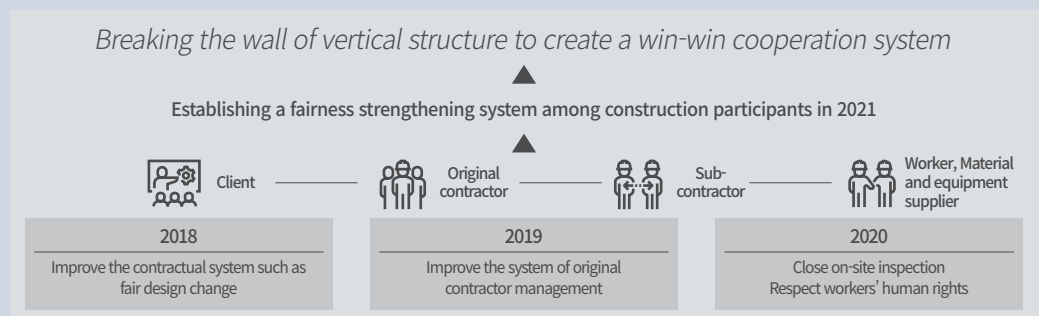 Breaking the wall of vertical structure to create a win-win cooperation system
Establishing a fairness strengthening system among construction participants in 2021
Client
Original
contractor
Sub-
contractor
Worker, Material
and equipment
supplier
2018
Improve the contractual system such as
fair design change
2019
Improve the system of original
contractor management
2020
Close on-site inspection
Respect workers' human rights